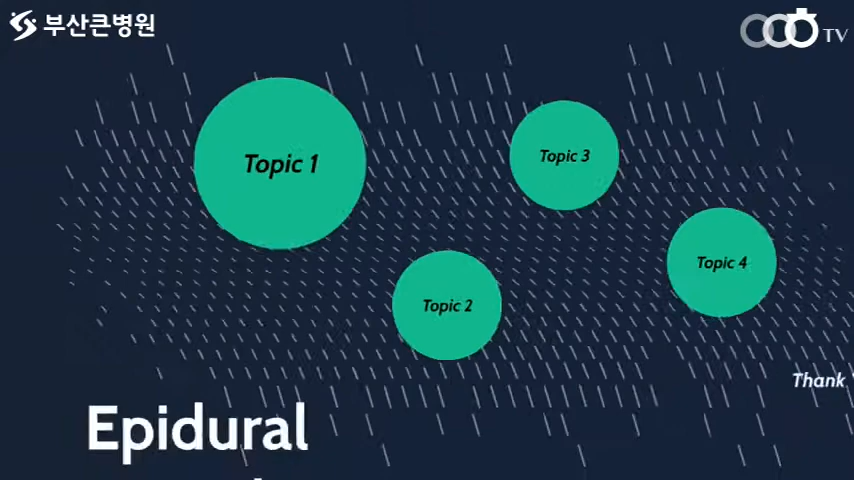 부산큰병원
TV
Topic 1
Topic 3
Topic 4
Topic 2
Thank
Epidural